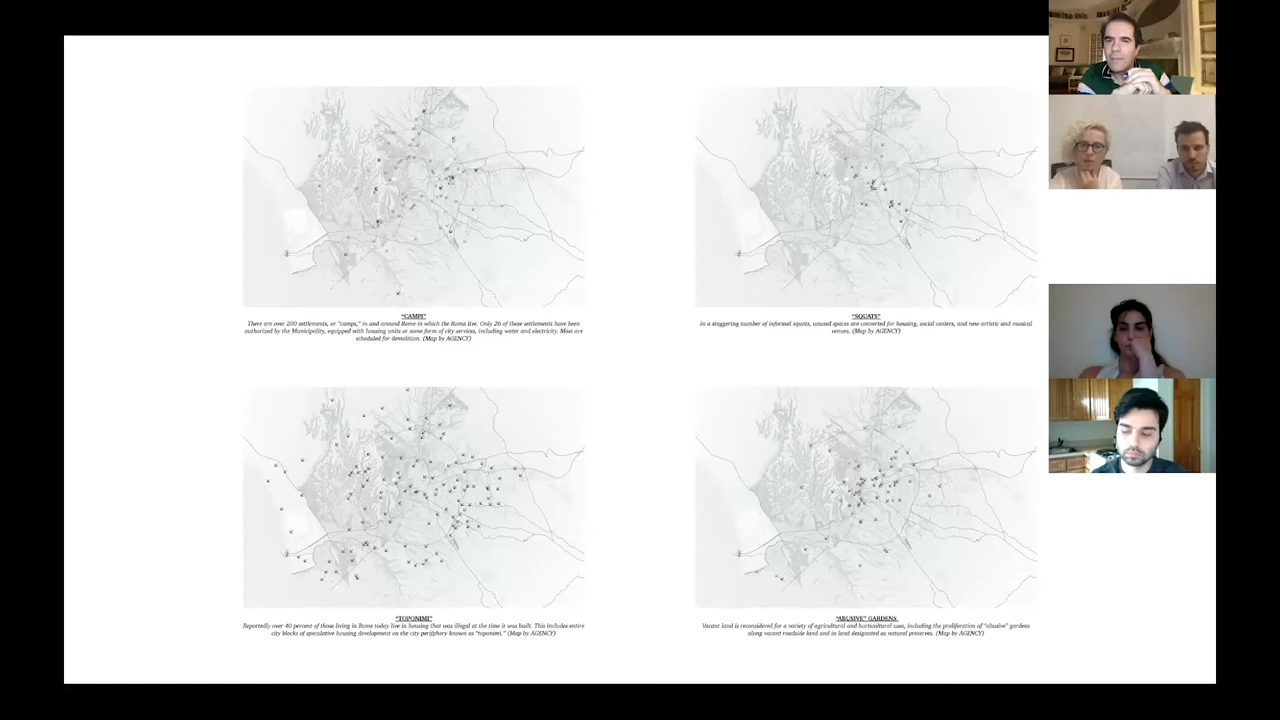 "CAMPI"
There are over 200 settlements, or "camps," in and around Rome in which the Roma live. Only 26 of these settlements have been
authorized by the Municipality, equipped with housing units or some form of city services, including water and electricity. Most are
scheduled for demolition. (Map by AGENCY)
"SQUATS"
In a staggering number of informal squats, unused spaces are converted for housing, social centers, and new artistic and musical
venues. (Map by AGENCY)
"TOPONIMI"
Reportedly over 40 percent of those living in Rome today live in housing that was illegal at the time it was built. This includes entire
city blocks of speculative housing development on the city periphery known as "toponimi." (Map by AGENCY)
"ABUSIVE" GARDENS
Vacant land is reconsidered for a variety of agricultural and horticultural uses, including the proliferation of "abusive" gardens
along vacant roadside land and in land designated as natural preserves. (Map by AGENCY)